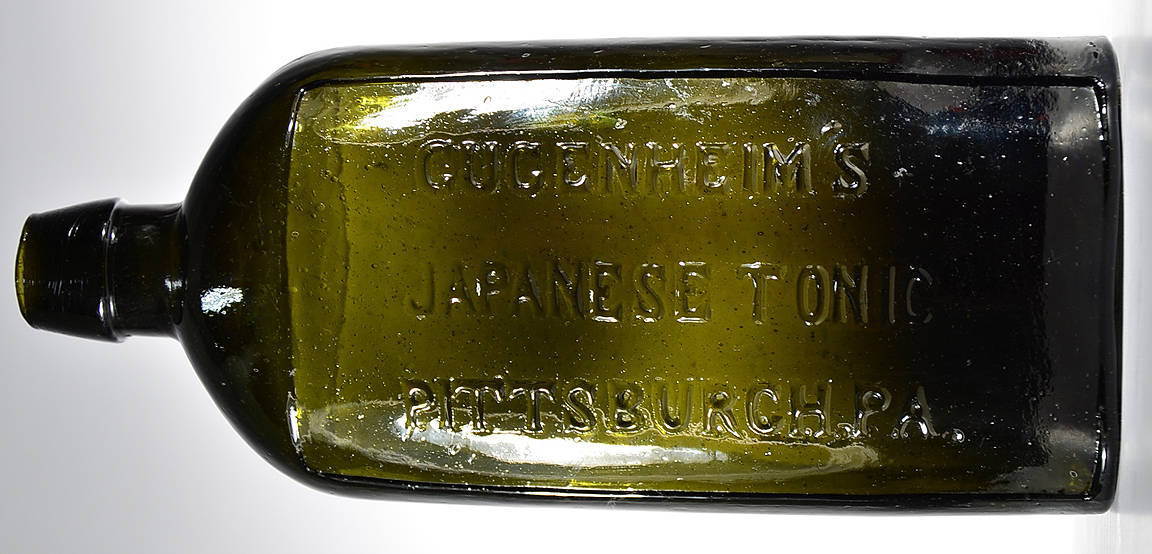 GUGENHEIM'S
JAPANESE TONIC
PITTSBURGH, PA.